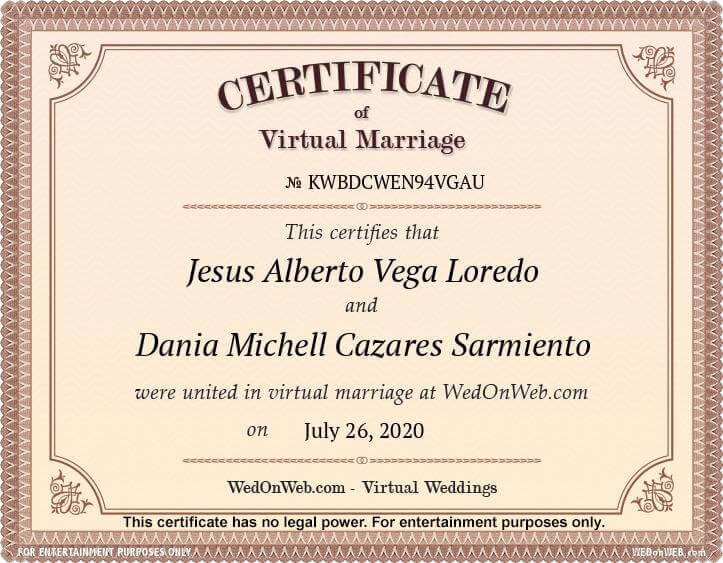 CERTIFICATE
of
Virtual Marriage
№ KWBDCWEN94VGAU
This certifies that
Jesus Alberto Vega Loredo
and
Dania Michell Cazares Sarmiento
were united in virtual marriage at WedOnWeb.com
on July 26, 2020
WedOnWeb.com - Virtual Weddings
This certificate has no legal power. For entertainment purposes only.
FOR ENTERTAINMENT PURPOSES ONLY
WEDonWEB.com